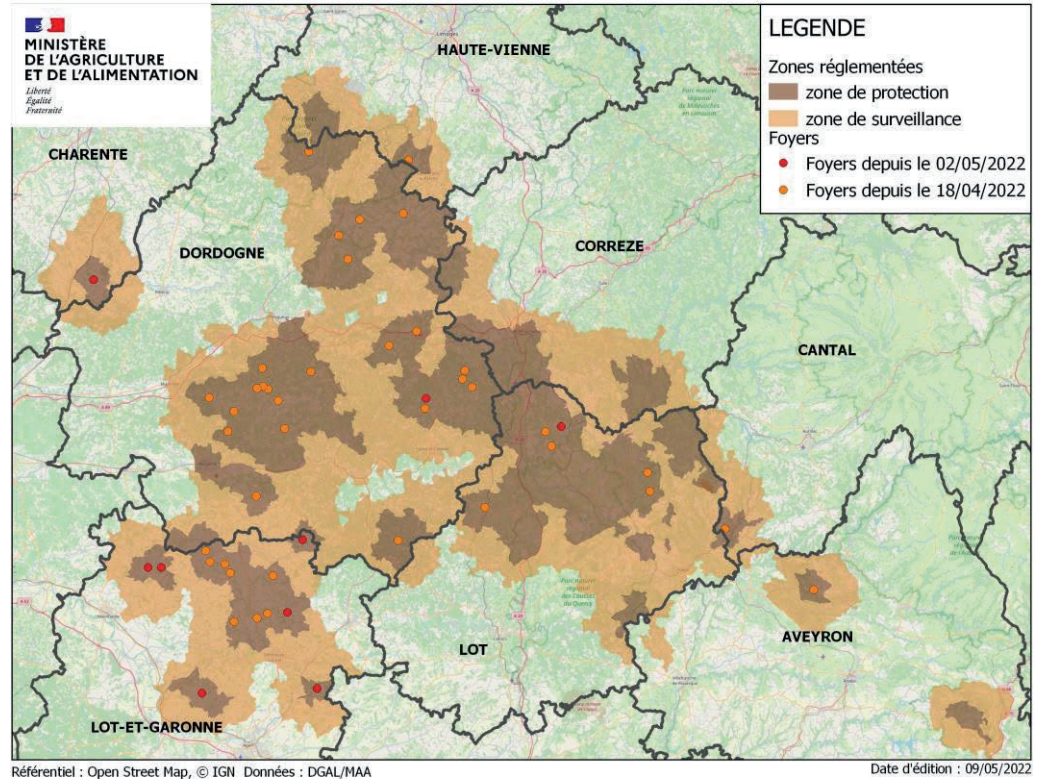 MINISTÈRE
DE L'AGRICULTURE
ET DE L'ALIMENTATION
Liberté
Égalité
Fraternité
LEGENDE
Zones réglementées
zone de protection
zone de surveillance
Foyers
Foyers depuis le 02/05/2022
Foyers depuis le 18/04/2022
HAUTE-VIENNE
CHARENTE
DORDOGNE
CORREZE
CANTAL
LOT
AVEYRON
LOT-ET-GARONNE
Référentiel : Open Street Map, © IGN Données : DGAL/MAA
Date d'édition : 09/05/2022